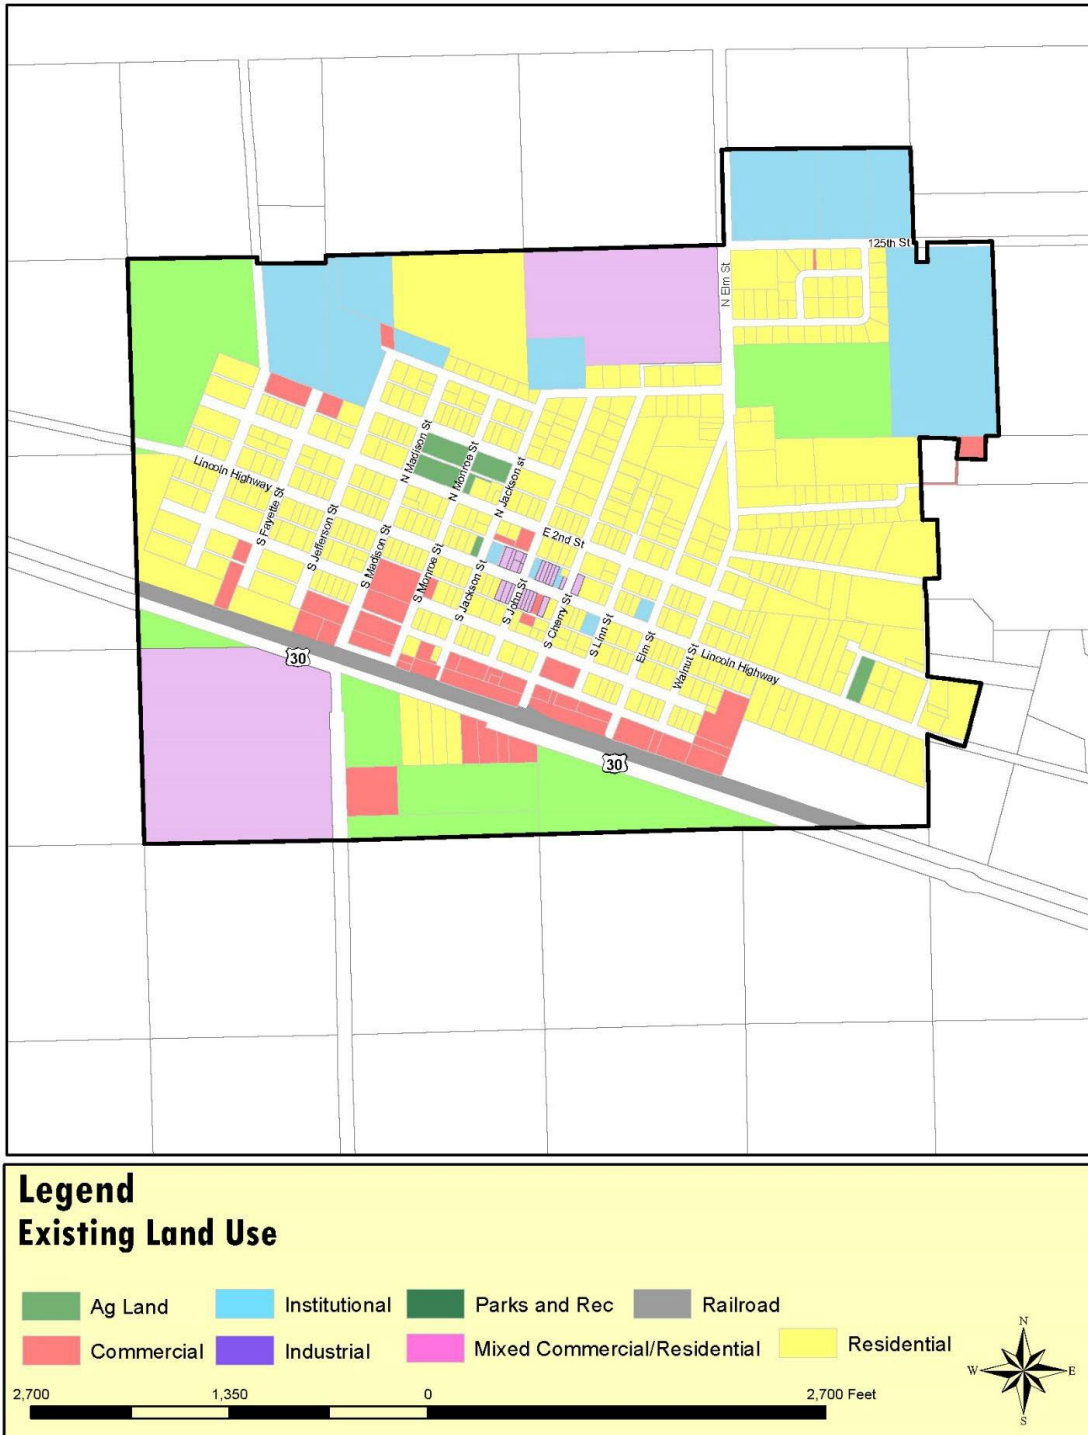 125th St
N Elm St
N Madison St
N Monroe St
N Jackson st
Lincoln Highway
S Fayette St
S Jefferson St
S Madison St
S Monroe St
S Jackson St
E 2nd St
S John St
S Cherry St
S Linn St
Elm St
Walnut St
Lincoln Highway
30
30
Legend
Existing Land Use
Ag Land
Institutional
Parks and Rec
Railroad
Commercial
Industrial
Mixed Commercial/Residential
Residential
N
W
E
S
2,700
1,350
0
2,700 Feet